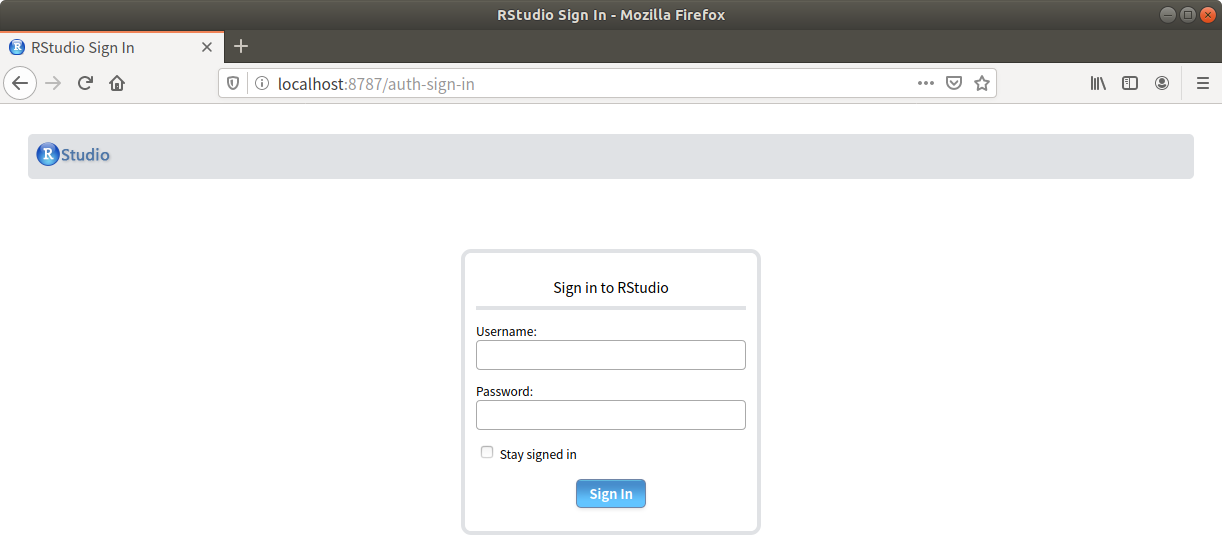 RStudio Sign In - Mozilla Firefox
R RStudio Sign In
localhost:8787/auth-sign-in
R Studio
Sign in to RStudio
Username:
Password:
Stay signed in
Sign In